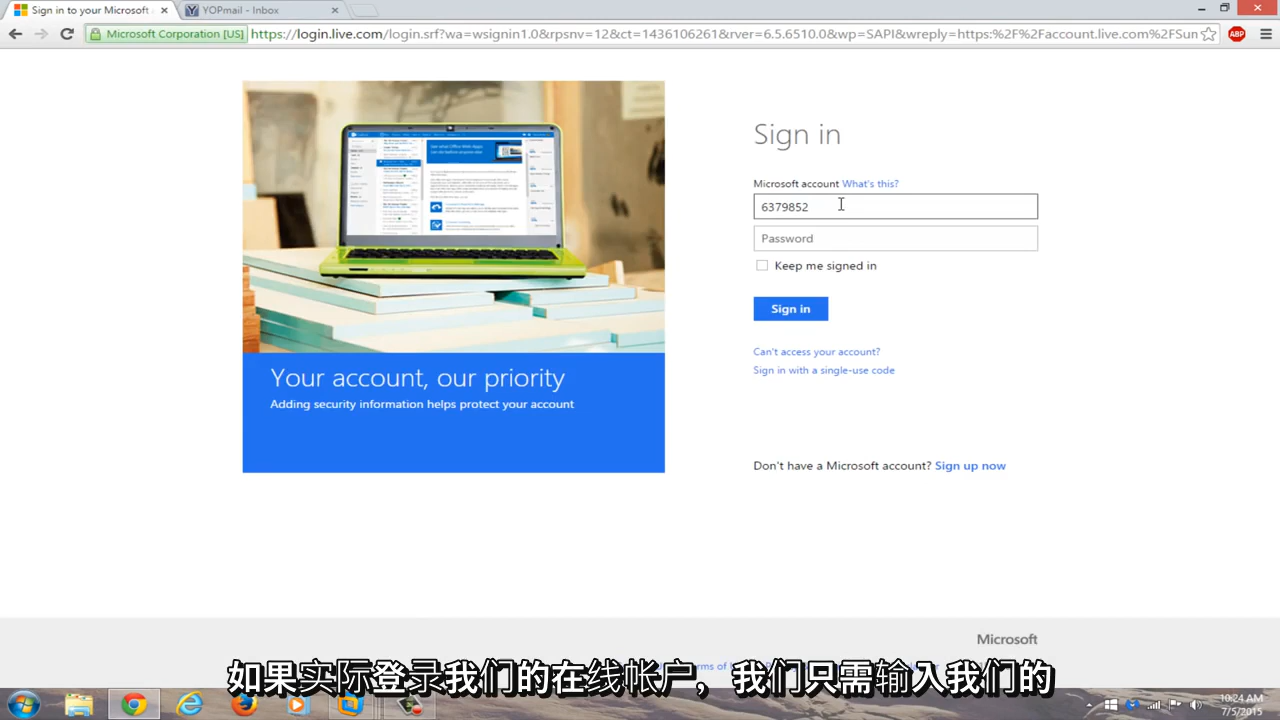 Sign in to your Microsoft
YOPmail - Inbox
Microsoft Corporation [US]
https://login.live.com/login.srf?wa=wsignin1.0&rpsnv=12&ct=1436106261&rver=6.5.6510.0&wp=SAPI&wreply=https:%2F%2Faccount.live.com%2FSun
ABP
Sign in
Microsoft account What's this?
6379852
Password
Keep me signed in
Sign in
Can't access your account?
Sign in with a single-use code
Your account, our priority
Adding security information helps protect your account
Don't have a Microsoft account? Sign up now
Microsoft
如果实际登录我们的在线帐户，我们只需输入我们的
10:24 AM
7/5/2015